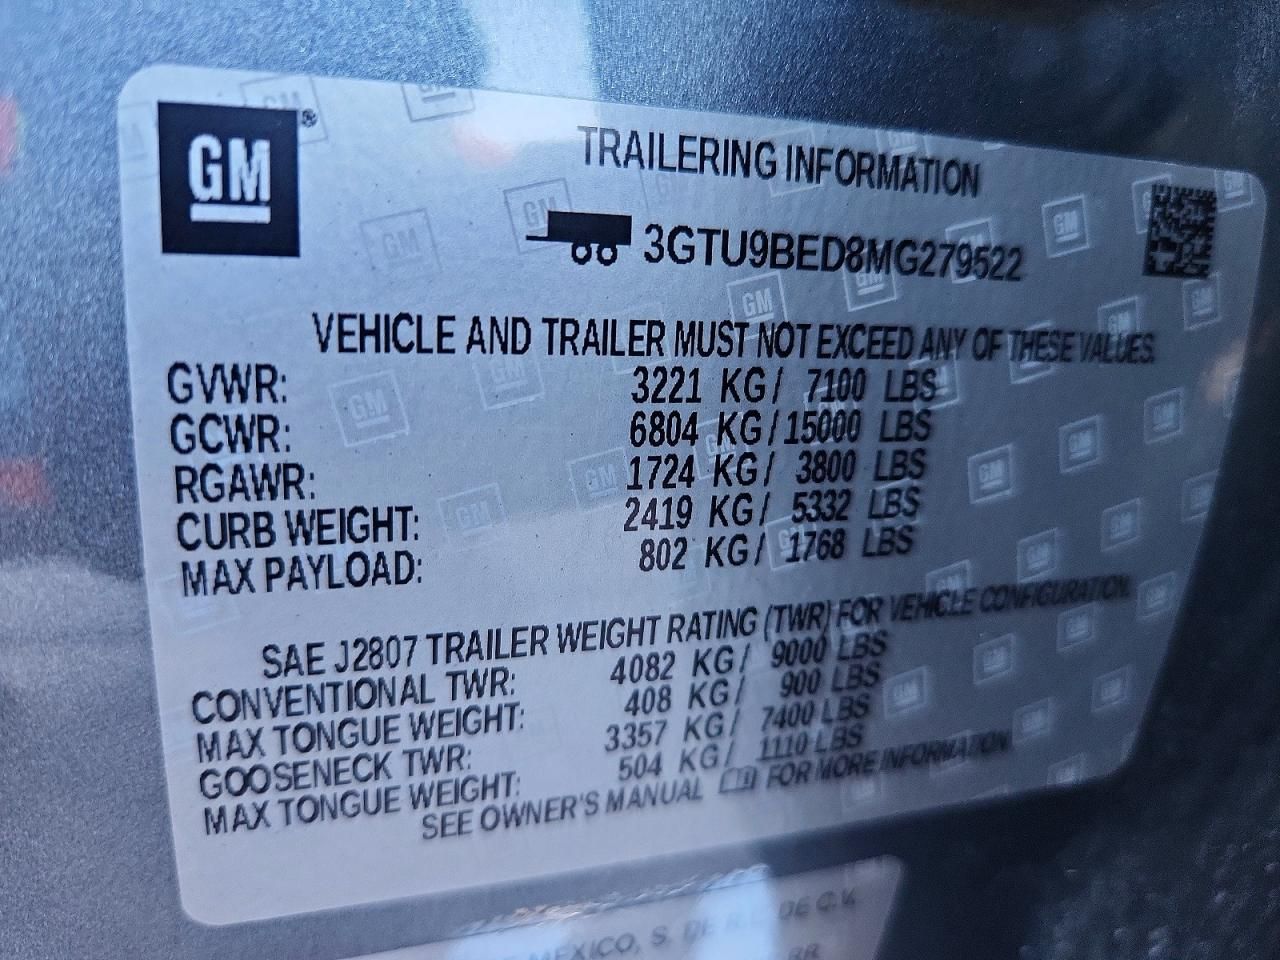 GM®
TRAILERING INFORMATION
3GTU9BED8MG279522
VEHICLE AND TRAILER MUST NOT EXCEED ANY OF THESE VALUES.
GVWR: 3221 KG/ 7100 LBS
GCWR: 6804 KG/15000 LBS
RGAWR: 1724 KG/ 3800 LBS
CURB WEIGHT: 2419 KG/ 5332 LBS
MAX PAYLOAD: 802 KG/ 1768 LBS
SAE J2807 TRAILER WEIGHT RATING (TWR) FOR VEHICLE CONFIGURATION.
CONVENTIONAL TWR: 4082 KG/ 9000 LBS
MAX TONGUE WEIGHT: 408 KG/ 900 LBS
GOOSENECK TWR: 3357 KG/ 7400 LBS
MAX TONGUE WEIGHT: 504 KG/ 1110 LBS
SEE OWNER'S MANUAL FOR MORE INFORMATION.
MEXICO, S. DE R.L. DE C.V.